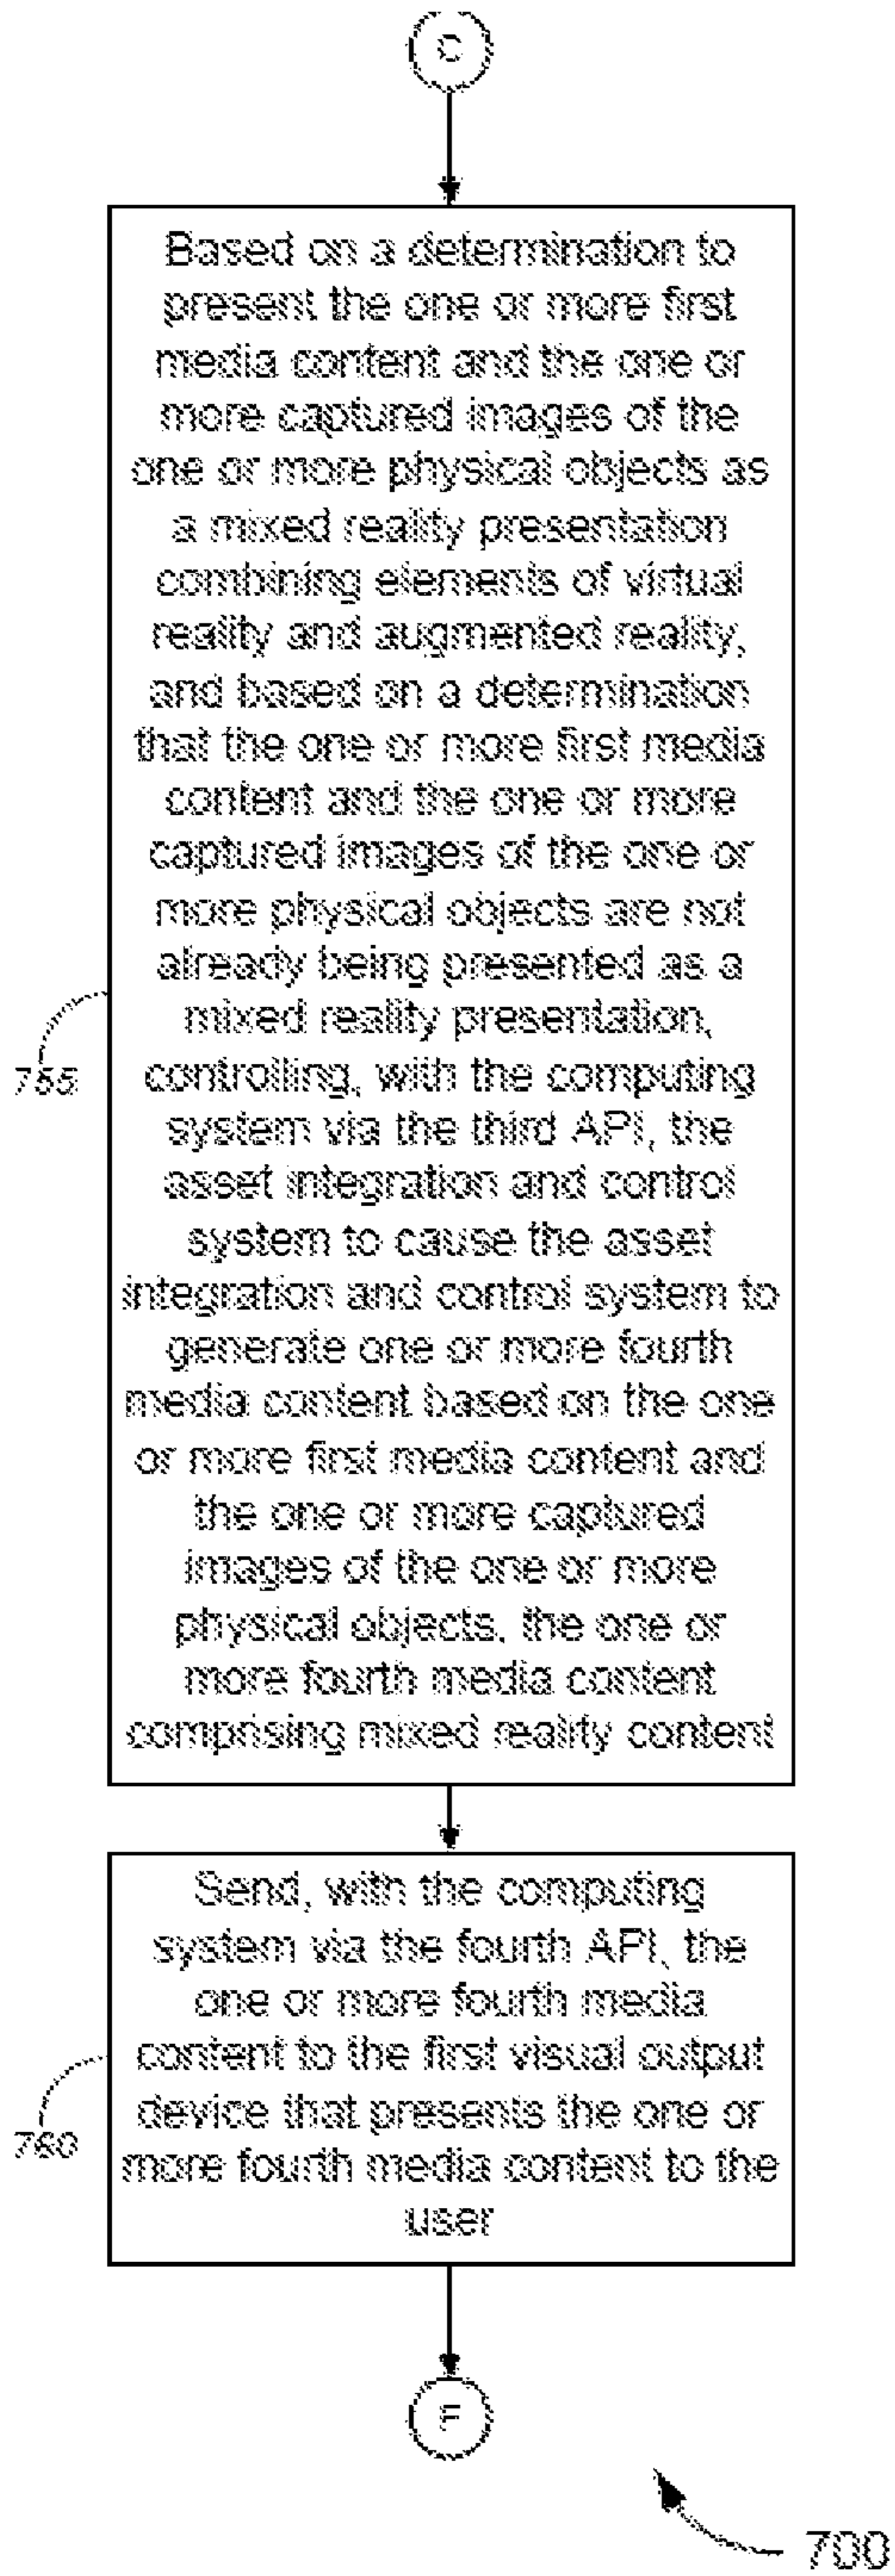 C
Based on a determination to
present the one or more first
media content and the one or
more captured images of the
one or more physical objects as
a mixed reality presentation
combining elements of virtual
reality and augmented reality,
and based on a determination
that the one or more first media
content and the one or more
captured images of the one or
more physical objects are not
already being presented as a
mixed reality presentation,
controlling, with the computing
system via the third API, the
asset integration and control
system to cause the asset
integration and control system to
generate one or more fourth
media content based on the one
or more first media content and
the one or more captured
images of the one or more
physical objects, the one or
more fourth media content
comprising mixed reality content
755
Send, with the computing
system via the fourth API, the
one or more fourth media
content to the first visual output
device that presents the one or
more fourth media content to the
user
760
F
700